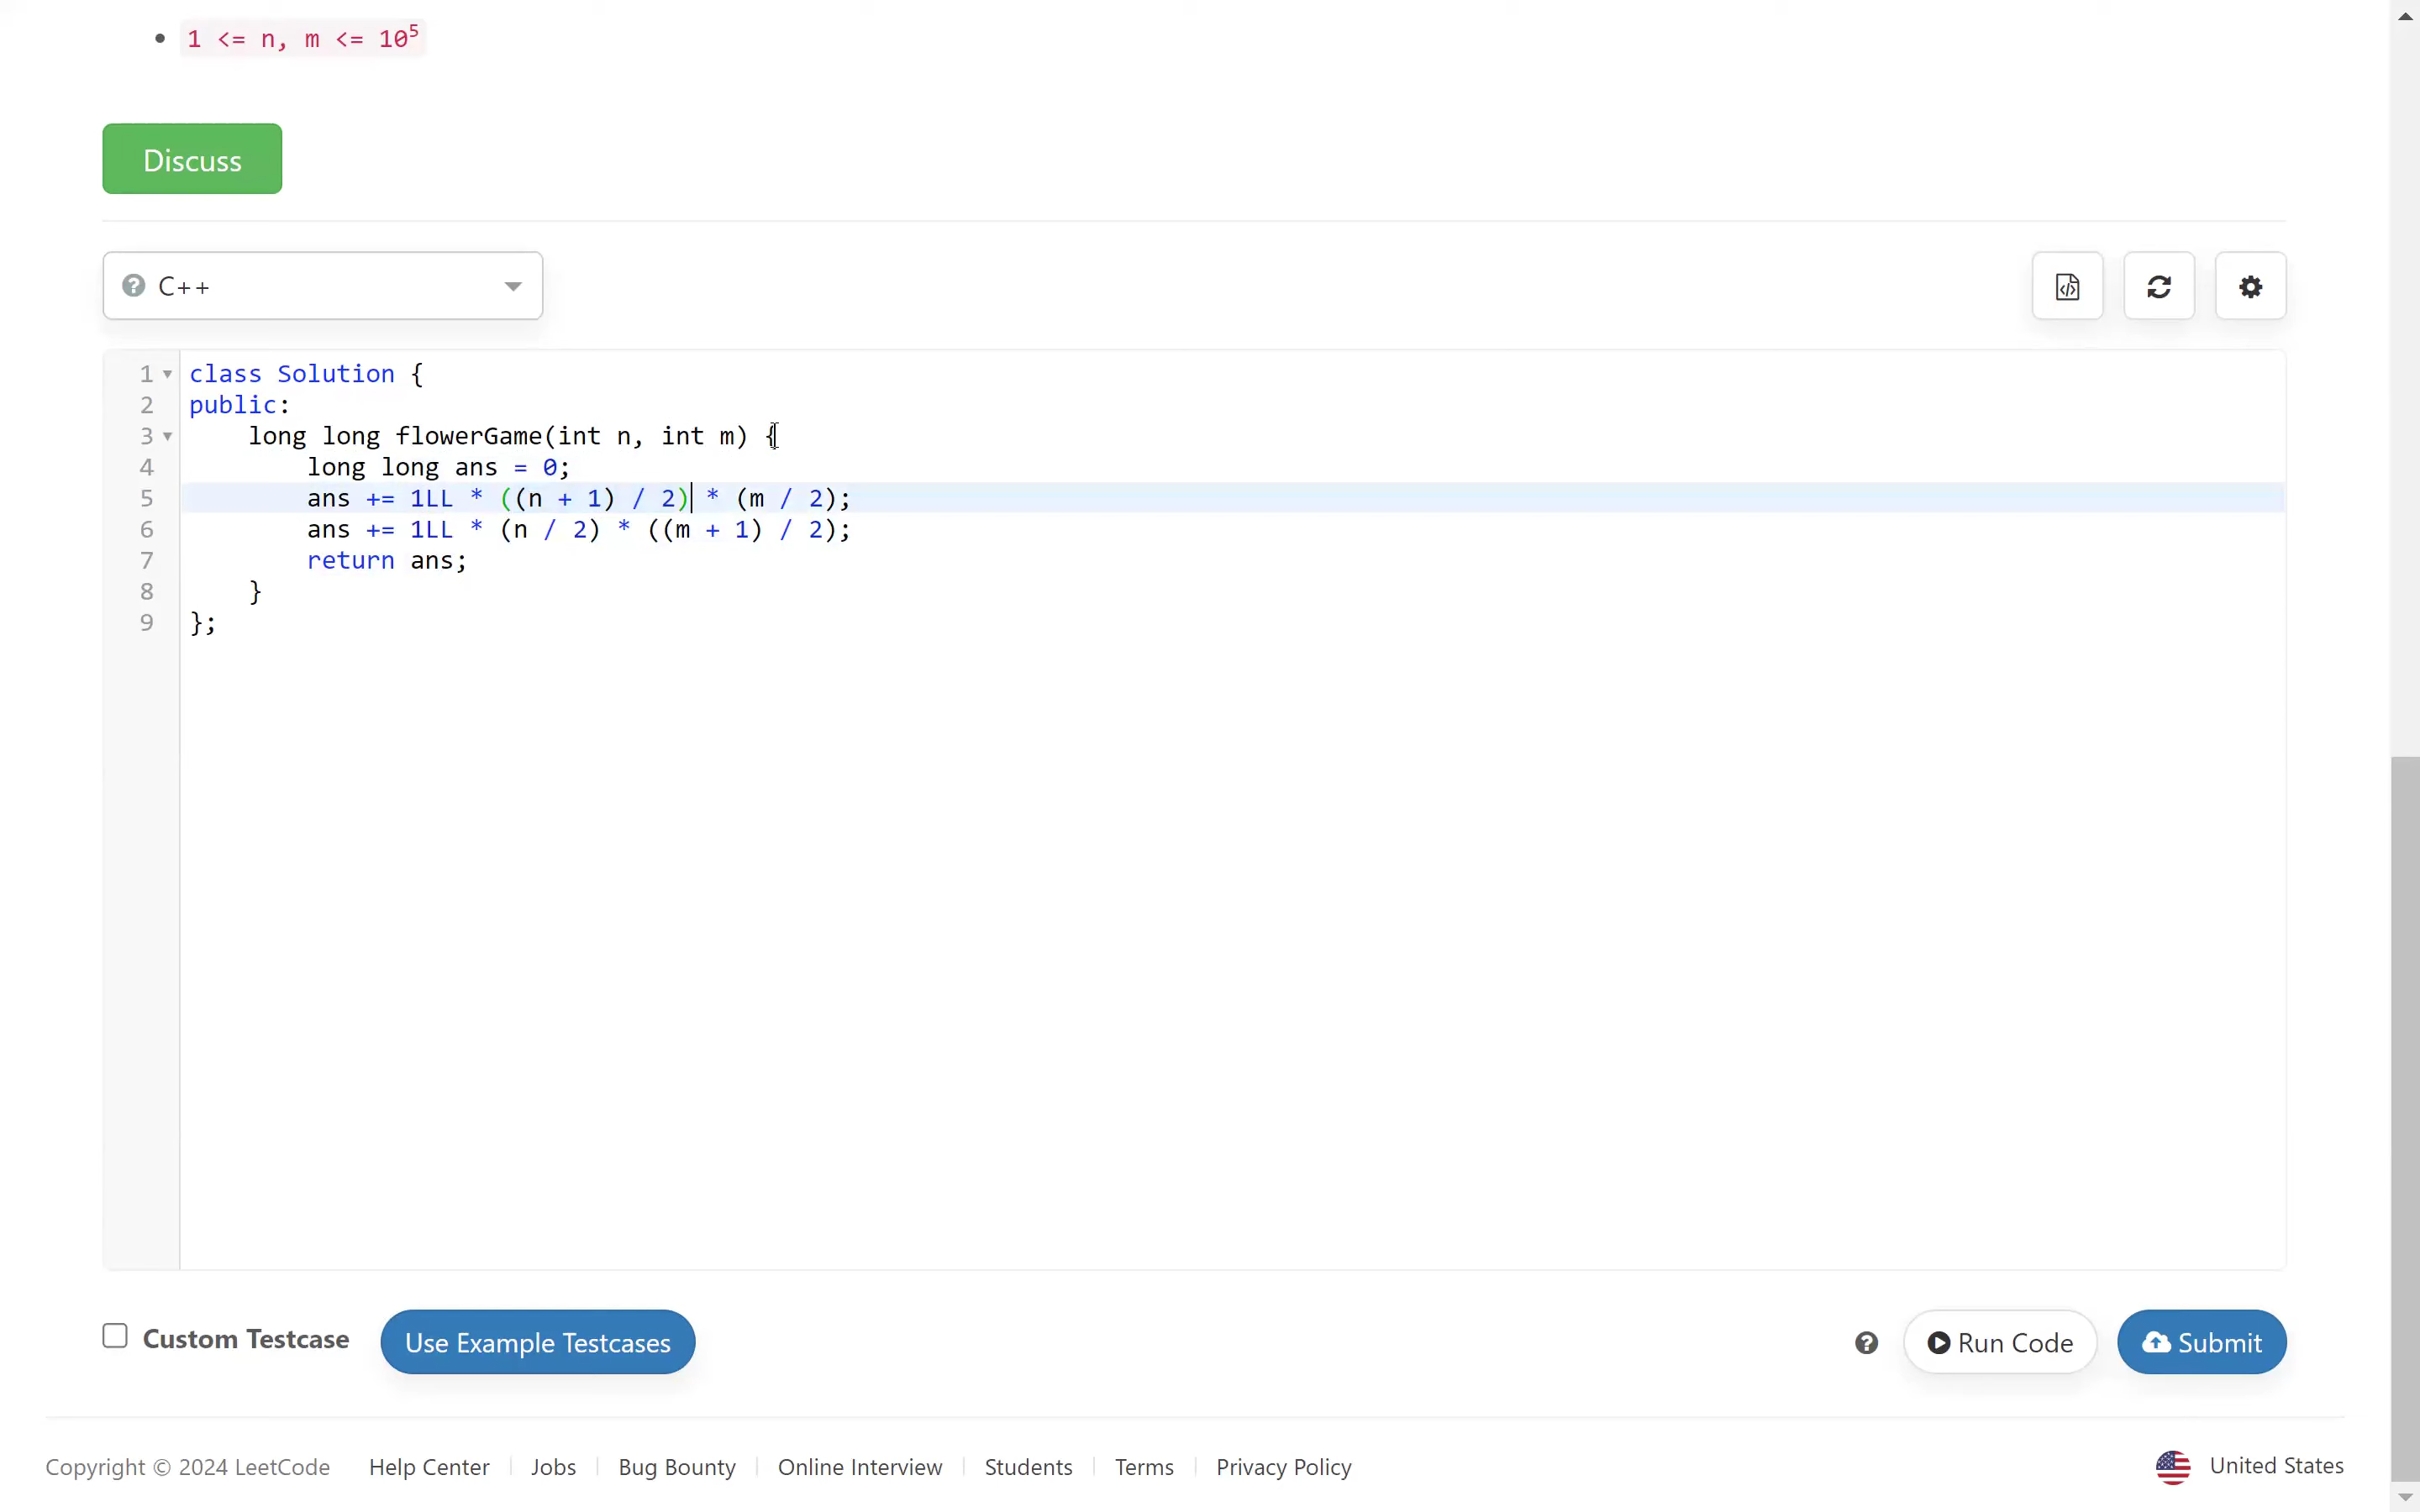 1 <= n, m <= 10⁵
Discuss
C++
1 class Solution {
2 public:
3     long long flowerGame(int n, int m) {
4         long long ans = 0;
5         ans += 1LL * ((n + 1) / 2) * (m / 2);
6         ans += 1LL * (n / 2) * ((m + 1) / 2);
7         return ans;
8     }
9 };
Custom Testcase Use Example Testcases Run Code Submit
Copyright © 2024 LeetCode Help Center Jobs Bug Bounty Online Interview Students Terms Privacy Policy United States